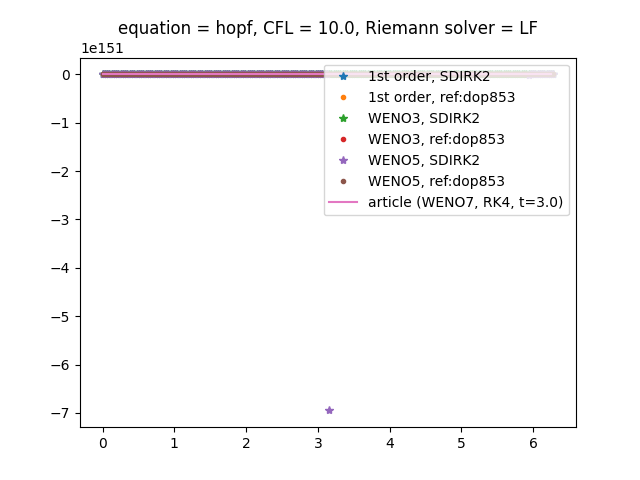 equation = hopf, CFL = 10.0, Riemann solver = LF
1e151
1st order, SDIRK2
1st order, ref:dop853
WENO3, SDIRK2
WENO3, ref:dop853
WENO5, SDIRK2
WENO5, ref:dop853
article (WENO7, RK4, t=3.0)
0
−1
−2
−3
−4
−5
−6
−7
0 1 2 3 4 5 6